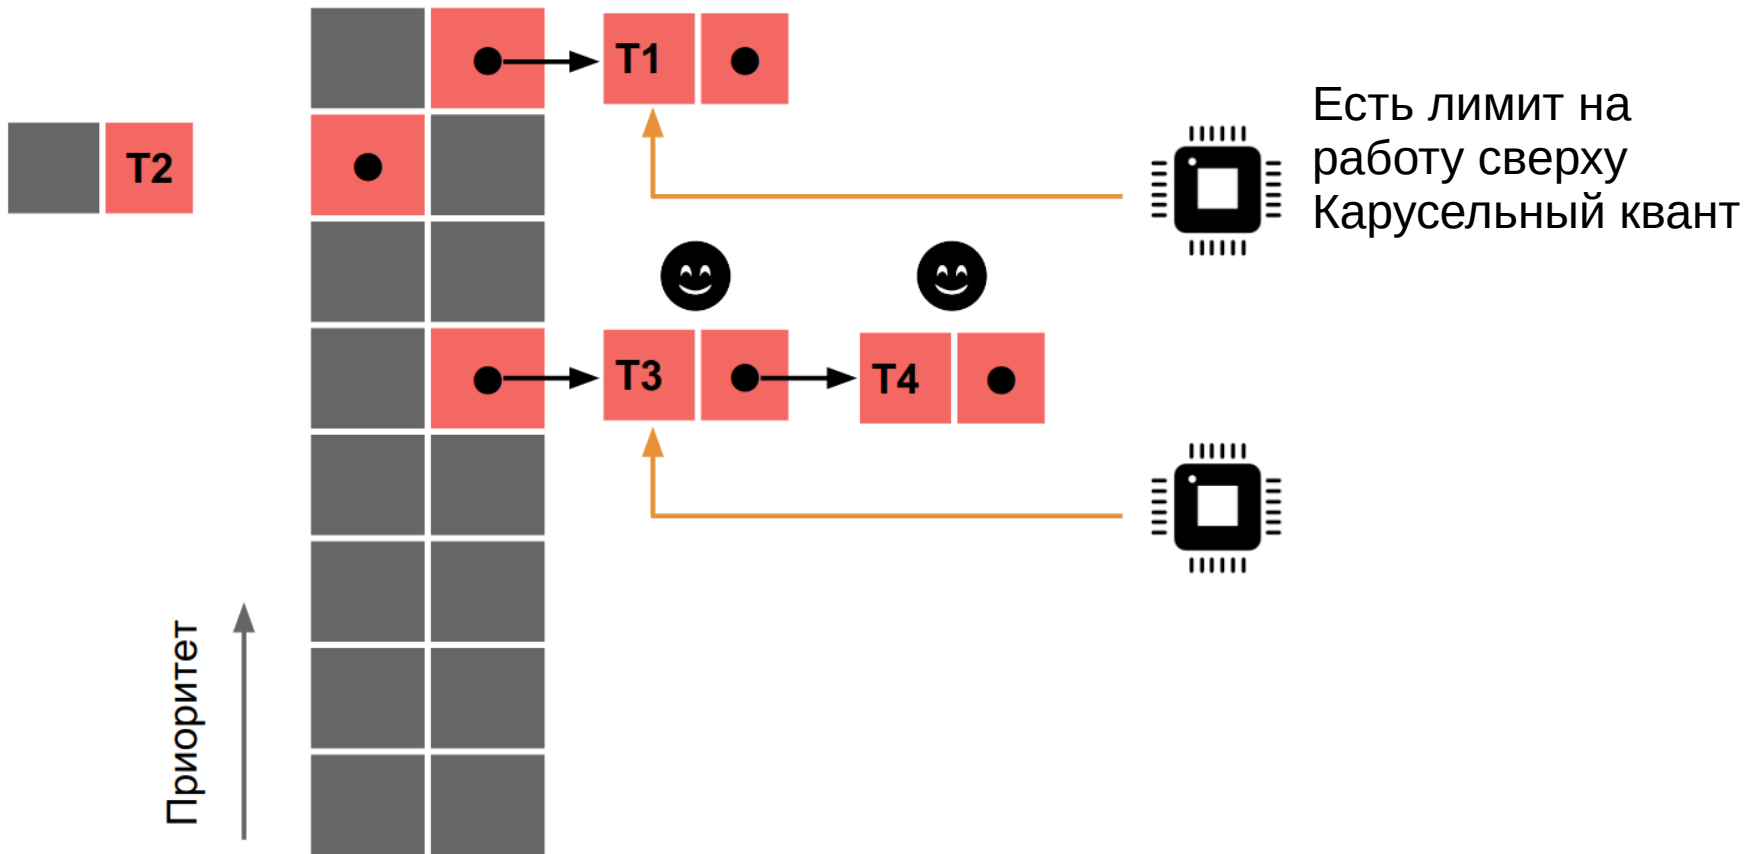 T1
Есть лимит на
работу сверху
Карусельный квант
T2
T3
T4
Приоритет